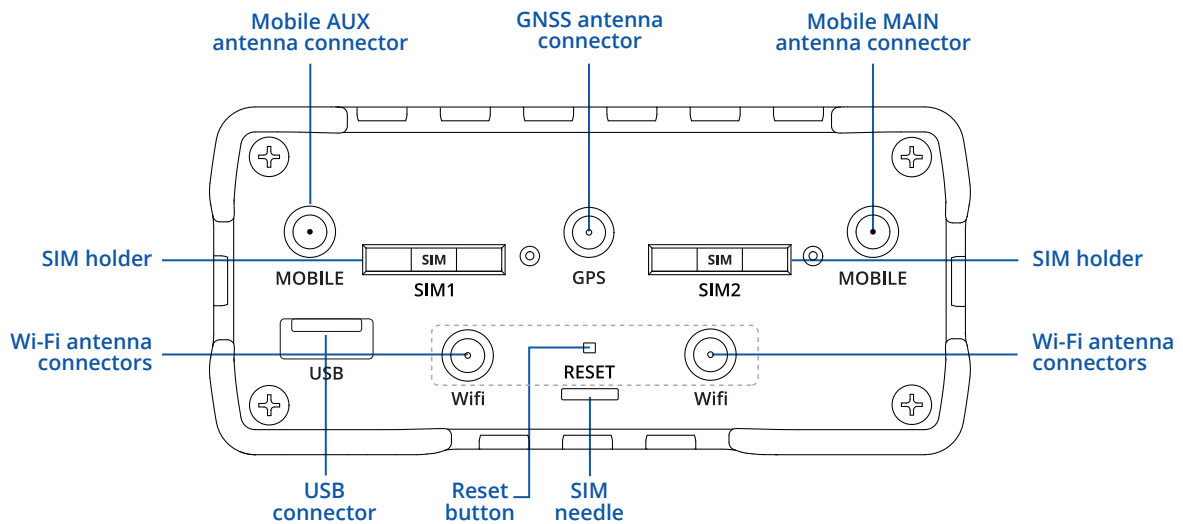 Mobile AUX
antenna connector
GNSS antenna
connector
Mobile MAIN
antenna connector
SIM holder
SIM
SIM
SIM holder
MOBILE
SIM1
GPS
SIM2
MOBILE
Wi-Fi antenna
connectors
USB
Wifi
RESET
Wifi
Wi-Fi antenna
connectors
USB
connector
Reset
button
SIM
needle